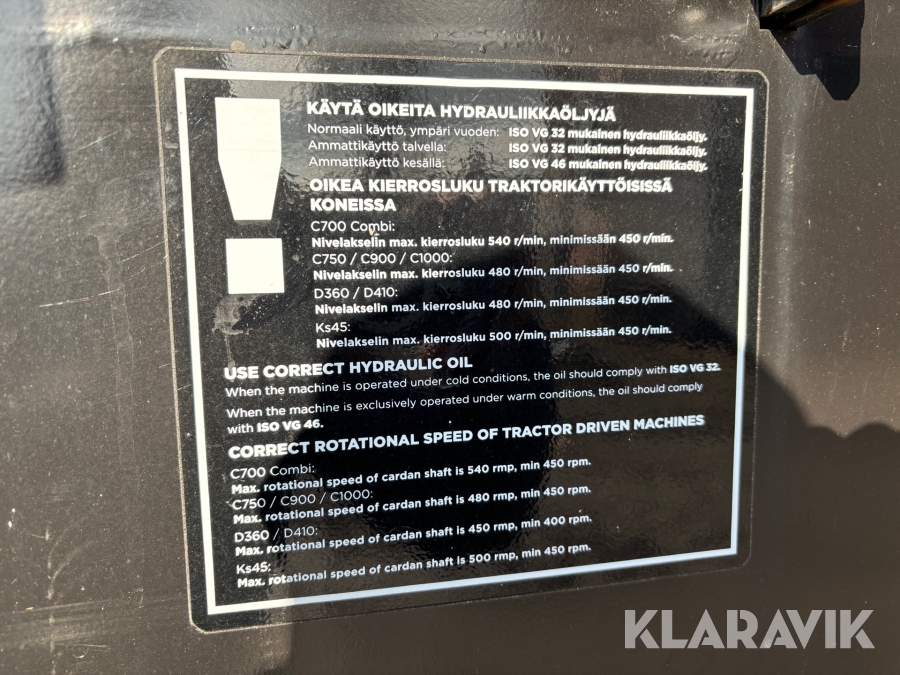 KÄYTÄ OIKEITA HYDRAULIIKKAÖLJYJÄ
Normaali käyttö, ympäri vuoden: ISO VG 32 mukainen hydrauliikkaöljy.
Ammattikäyttö talvella: ISO VG 32 mukainen hydrauliikkaöljy.
Ammattikäyttö kesällä: ISO VG 46 mukainen hydrauliikkaöljy.
OIKEA KIERROSLUKU TRAKTORIKÄYTTÖISISSÄ
KONEISSA
C700 Combi:
Nivelakselin max. kierrosluku 540 r/min, minimissään 450 r/min.
C750 / C900 / C1000:
Nivelakselin max. kierrosluku 480 r/min, minimissään 450 r/min.
D360 / D410:
Nivelakselin max. kierrosluku 480 r/min, minimissään 450 r/min.
Ks45:
Nivelakselin max. kierrosluku 500 r/min, minimissään 450 r/min.
USE CORRECT HYDRAULIC OIL
When the machine is operated under cold conditions, the oil should comply with ISO VG 32.
When the machine is exclusively operated under warm conditions, the oil should comply
with ISO VG 46.
CORRECT ROTATIONAL SPEED OF TRACTOR DRIVEN MACHINES
C700 Combi:
Max. rotational speed of cardan shaft is 540 rmp, min 450 rpm.
C750 / C900 / C1000:
Max. rotational speed of cardan shaft is 480 rmp, min 450 rpm.
D360 / D410:
Max. rotational speed of cardan shaft is 450 rmp, min 400 rpm.
Ks45:
Max. rotational speed of cardan shaft is 500 rmp, min 450 rpm.
KLARAVIK